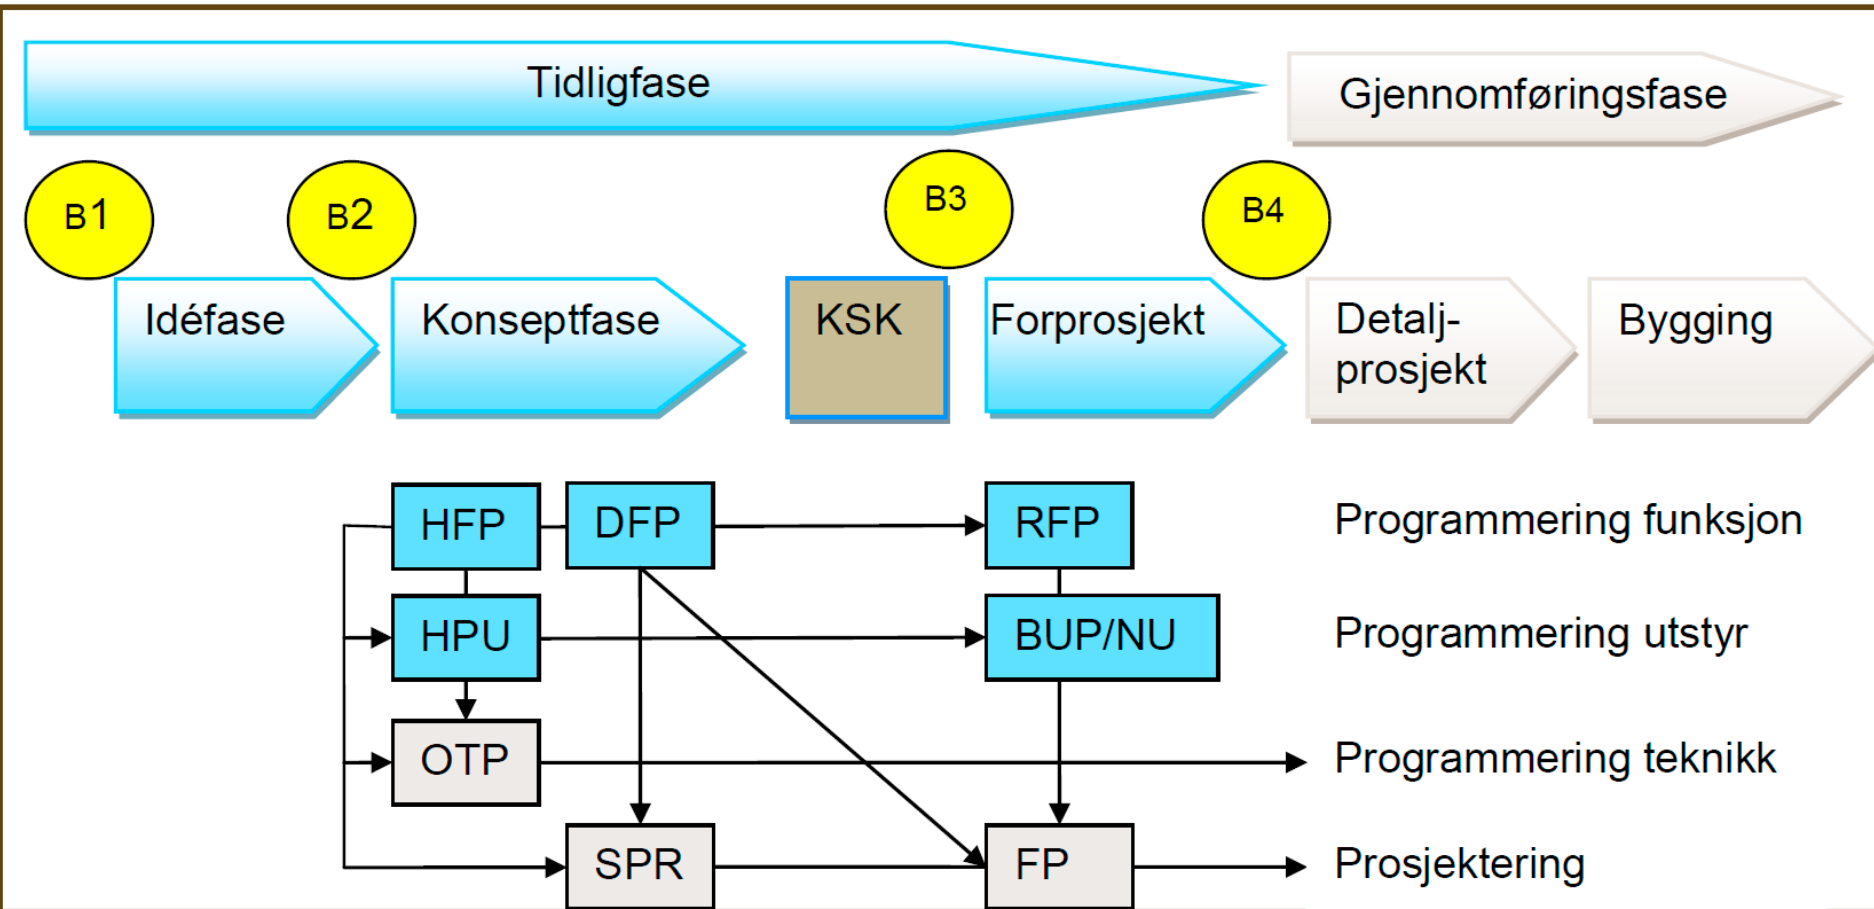 Tidligfase
Gjennomføringsfase
B1
B2
B3
B4
Idéfase
Konseptfase
KSK
Forprosjekt
Detalj-
prosjekt
Bygging
HFP
DFP
RFP
Programmering funksjon
HPU
BUP/NU
Programmering utstyr
OTP
Programmering teknikk
SPR
FP
Prosjektering